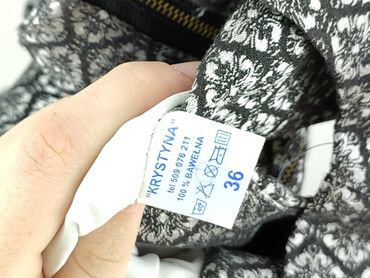 "KRYSTYNA"
tel 509 076 211
100 % BAWEŁNA
36